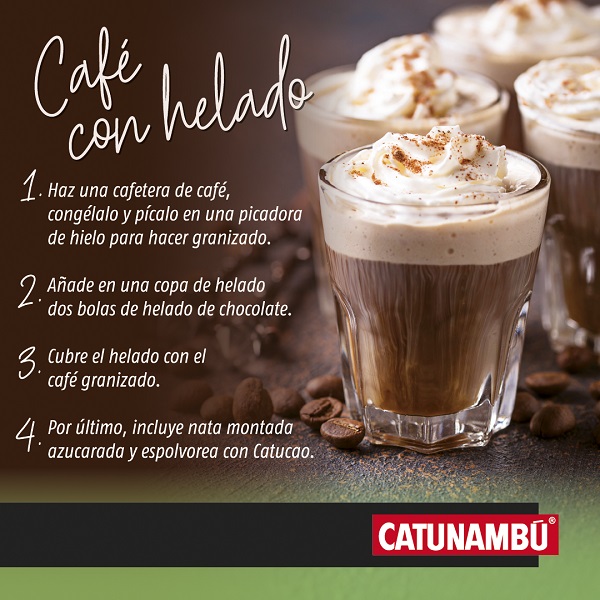 Café
con helado
1. Haz una cafetera de café,
congélalo y pícalo en una picadora
de hielo para hacer granizado.
2. Añade en una copa de helado
dos bolas de helado de chocolate.
3. Cubre el helado con el
café granizado.
4. Por último, incluye nata montada
azucarada y espolvorea con Catucao.
CATUNAMBÚ®